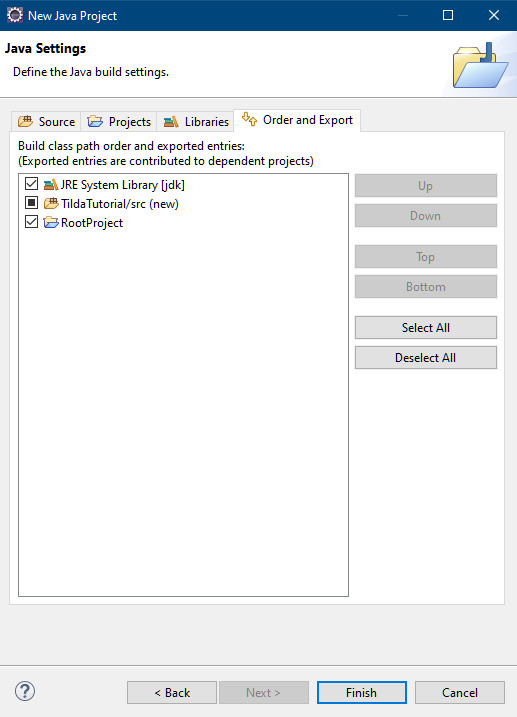 New Java Project
Java Settings
Define the Java build settings.
Source Projects Libraries Order and Export
Build class path order and exported entries:
(Exported entries are contributed to dependent projects)
JRE System Library [jdk]
TildaTutorial/src (new)
RootProject
Up
Down
Top
Bottom
Select All
Deselect All
? < Back Next > Finish Cancel